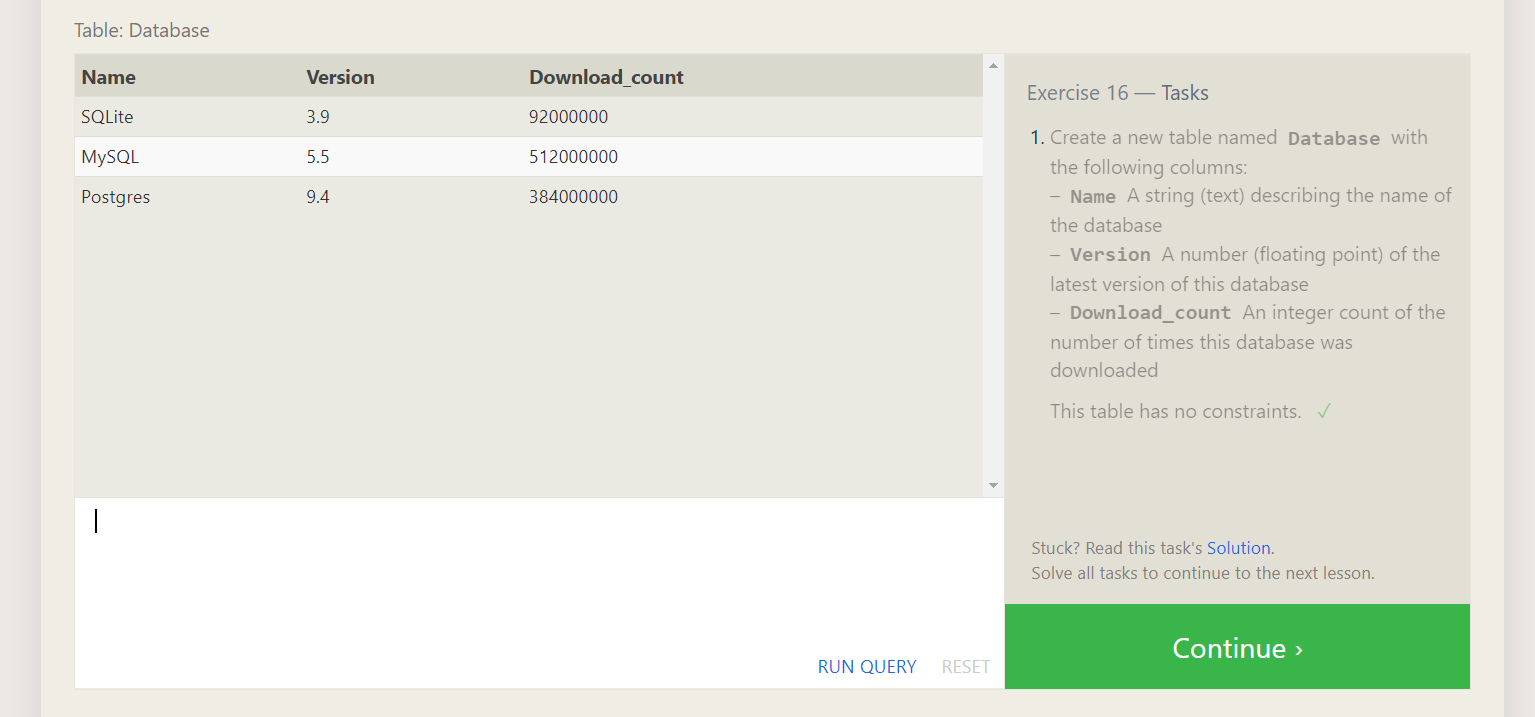 Table: Database
Name Version Download_count
SQLite 3.9 92000000
MySQL 5.5 512000000
Postgres 9.4 384000000
RUN QUERY RESET
Exercise 16 — Tasks
1. Create a new table named Database with
the following columns:
– Name A string (text) describing the name of
the database
– Version A number (floating point) of the
latest version of this database
– Download_count An integer count of the
number of times this database was
downloaded
This table has no constraints. ✓
Stuck? Read this task's Solution.
Solve all tasks to continue to the next lesson.
Continue ›